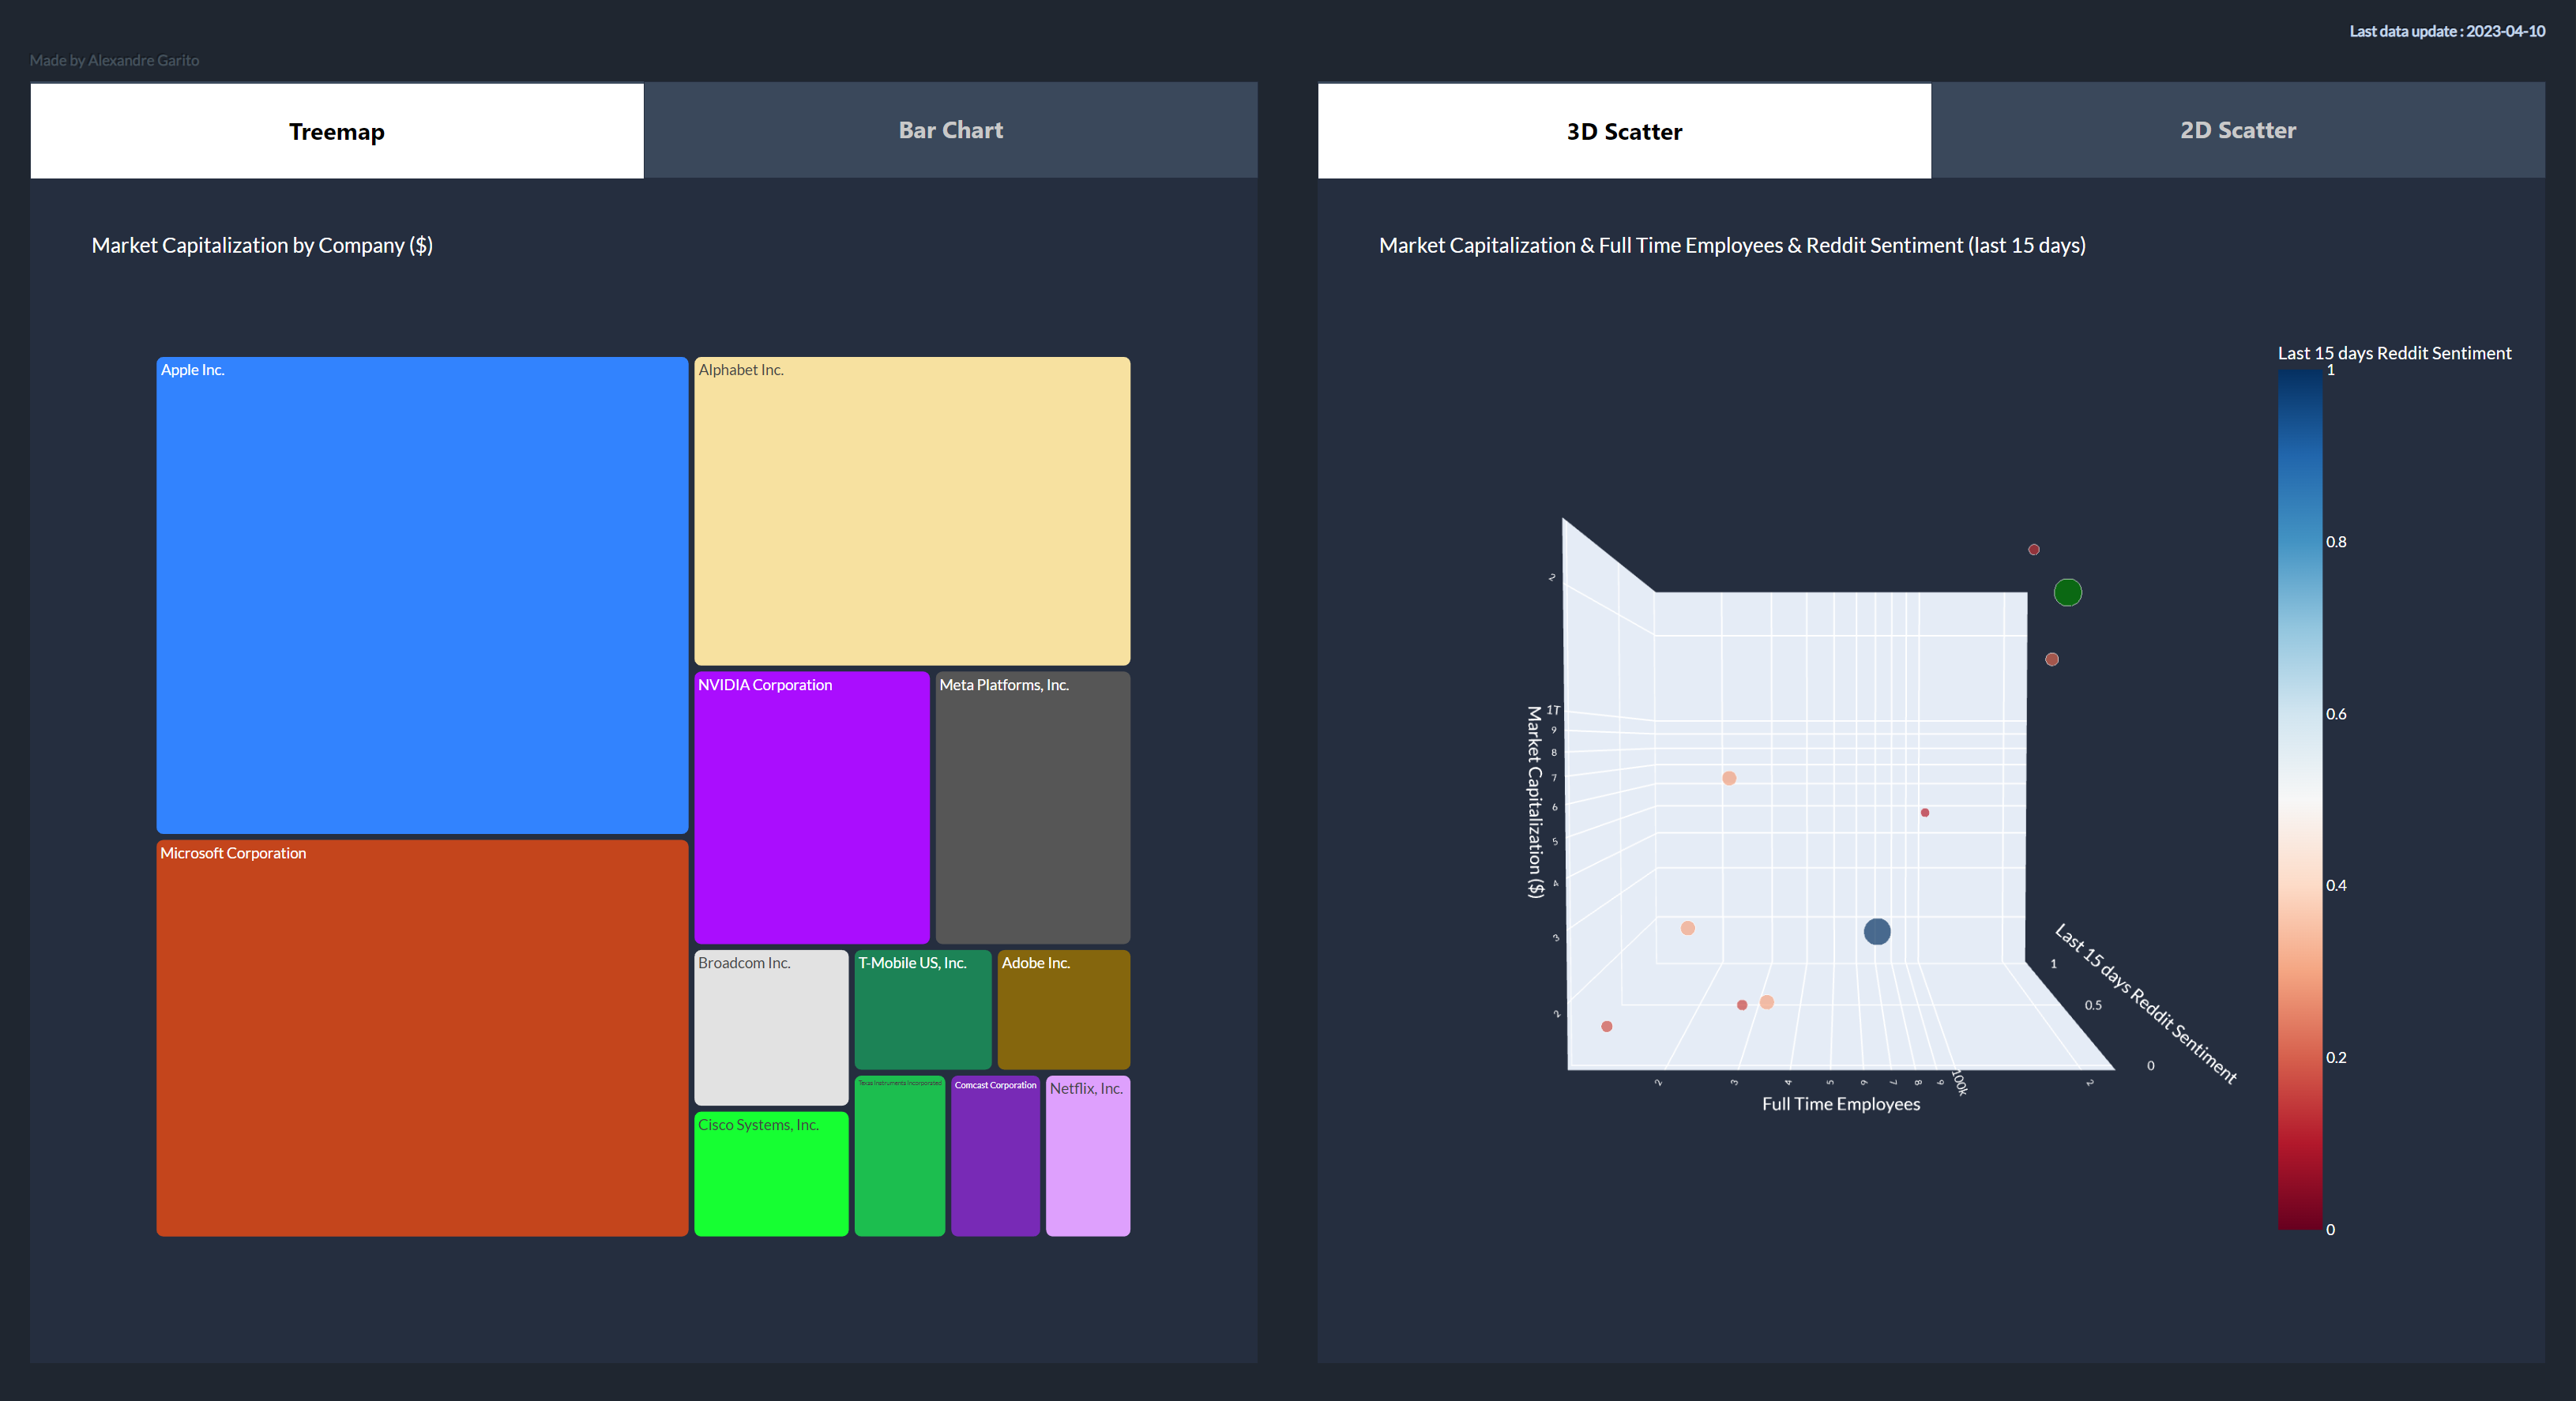 Last data update : 2023-04-10
Made by Alexandre Garito
Treemap
Bar Chart
3D Scatter
2D Scatter
Market Capitalization by Company ($)
Apple Inc.
Alphabet Inc.
NVIDIA Corporation
Meta Platforms, Inc.
Microsoft Corporation
Broadcom Inc.
T-Mobile US, Inc.
Adobe Inc.
Texas Instruments Incorporated
Comcast Corporation
Netflix, Inc.
Cisco Systems, Inc.
Market Capitalization & Full Time Employees & Reddit Sentiment (last 15 days)
Last 15 days Reddit Sentiment
1
0.8
0.6
0.4
0.2
0
Market Capitalization ($)
2
1T
9
8
7
6
5
4
3
2
Full Time Employees
2
3
4
5
6
7
8
9
100k
2
Last 15 days Reddit Sentiment
1
0.5
0